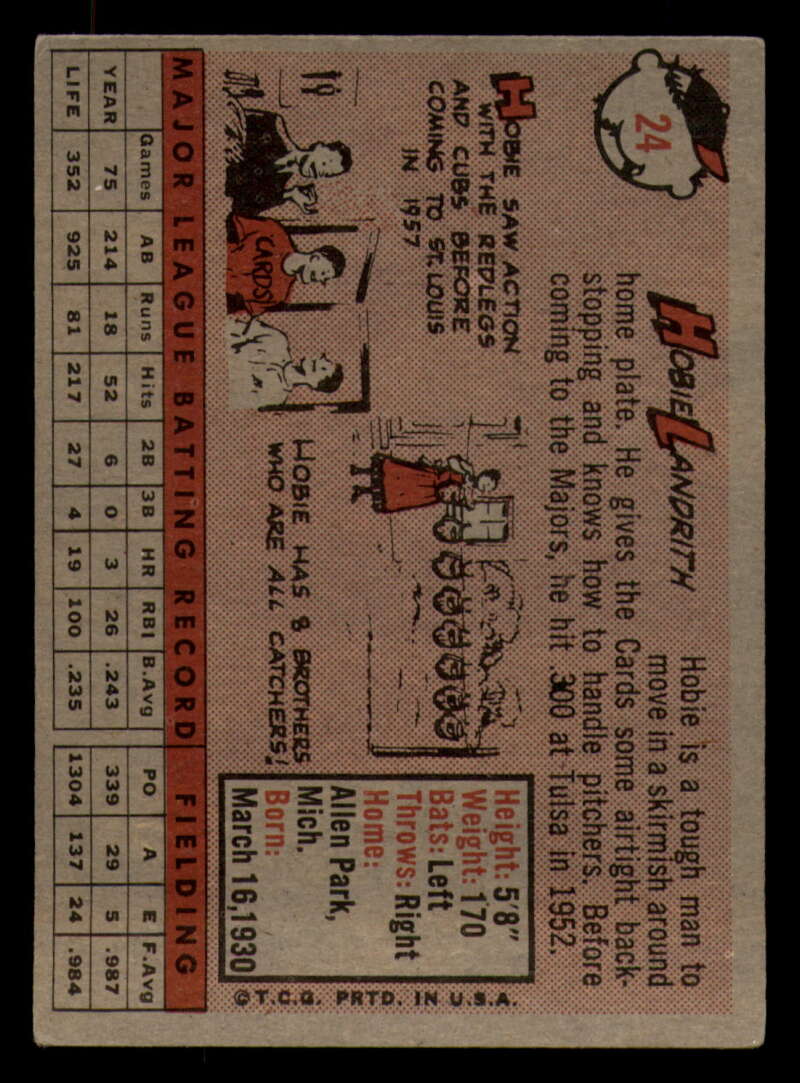 24
HOBIE LANDRITH
Hobie is a tough man to
move in a skirmish around
home plate. He gives the Cards some airtight back-
stopping and knows how to handle pitchers. Before
coming to the Majors, he hit .300 at Tulsa in 1952.
HOBIE SAW ACTION
WITH THE REDLEGS
AND CUBS BEFORE
COMING TO ST. LOUIS
IN 1957
CARDS
HOBIE HAS 8 BROTHERS
WHO ARE ALL CATCHERS!
Height: 5'8"
Weight: 170
Bats: Left
Throws: Right
Home:
Allen Park,
Mich.
Born:
March 16, 1930
©T.C.G. PRTD. IN U.S.A.
MAJOR LEAGUE BATTING RECORD FIELDING
Games AB Runs Hits 2B 3B HR RBI B.Avg PO A E F.Avg
YEAR 75 214 18 52 6 0 3 26 .243 339 29 5 .987
LIFE 352 925 81 217 27 4 19 100 .235 1304 137 24 .984